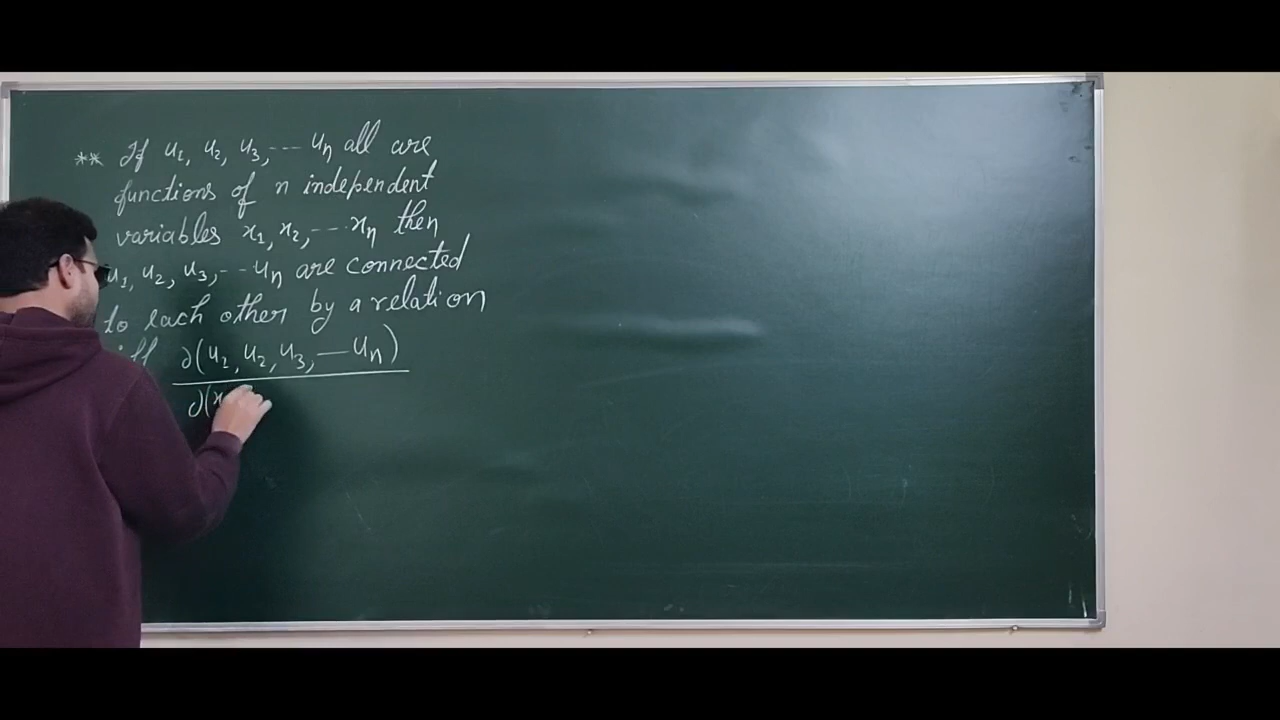 ** If u₁, u₂, u₃, --- uₙ all are
functions of n independent
variables x₁, x₂, --- xₙ then
u₁, u₂, u₃, --- uₙ are connected
to each other by a relation
iff ∂(u₂, u₂, u₃, — uₙ)
∂(x